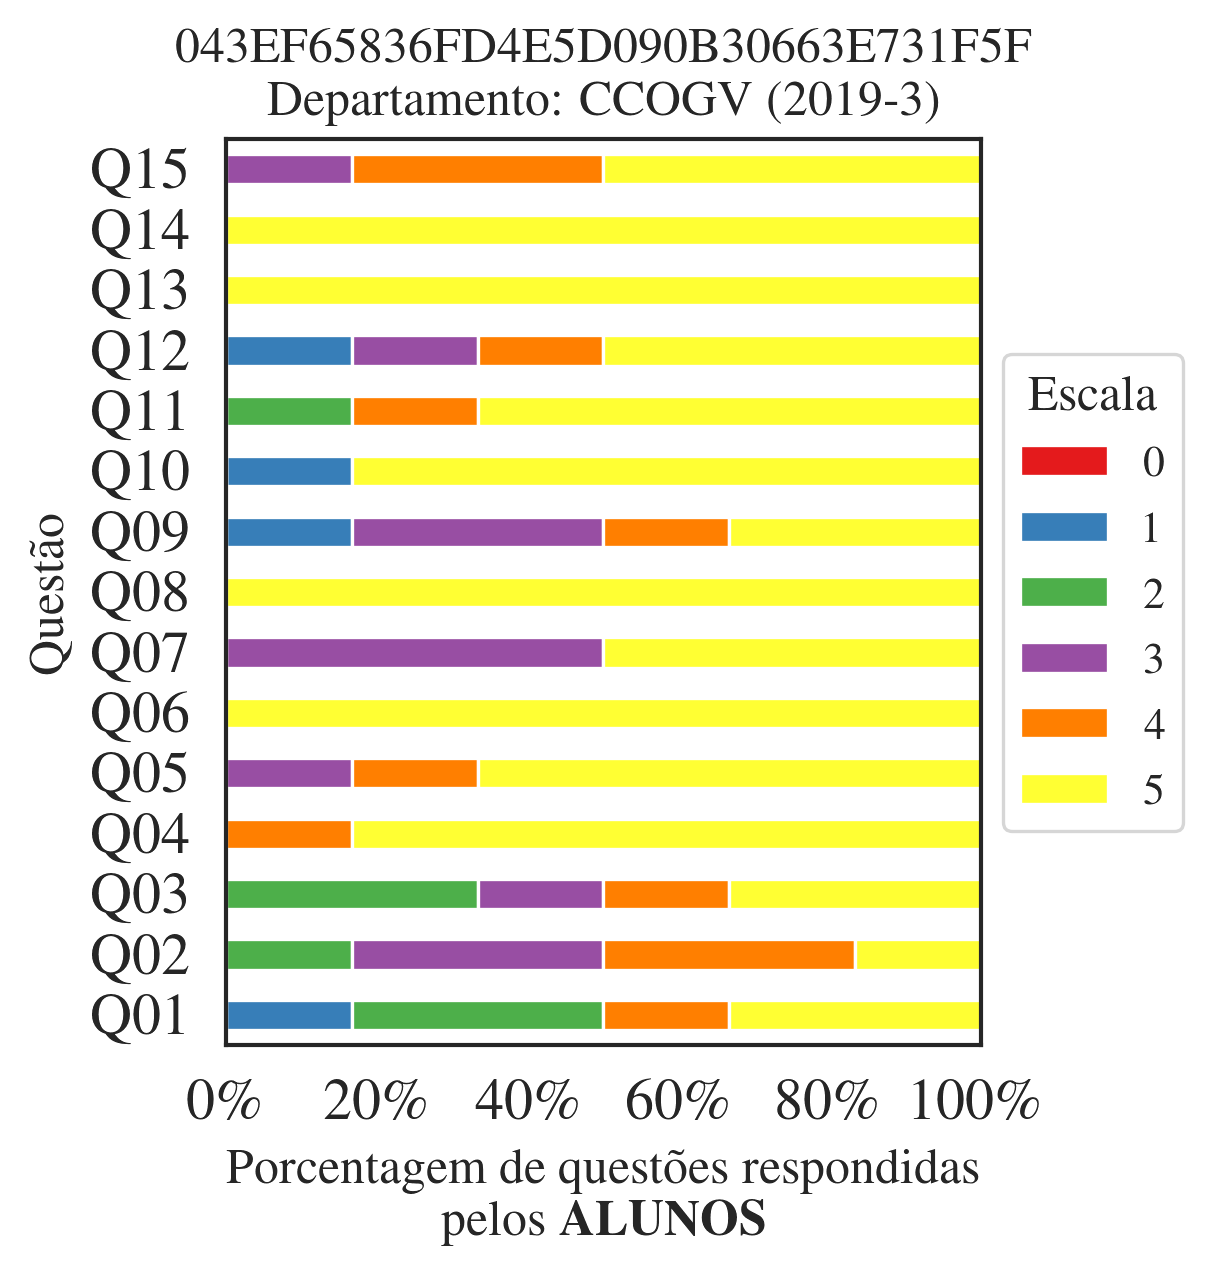 043EF65836FD4E5D090B30663E731F5F
Departamento: CCOGV (2019-3)
Questão
Q15
Q14
Q13
Q12
Q11
Q10
Q09
Q08
Q07
Q06
Q05
Q04
Q03
Q02
Q01
0% 20% 40% 60% 80% 100%
Porcentagem de questões respondidas
pelos ALUNOS
Escala
0
1
2
3
4
5